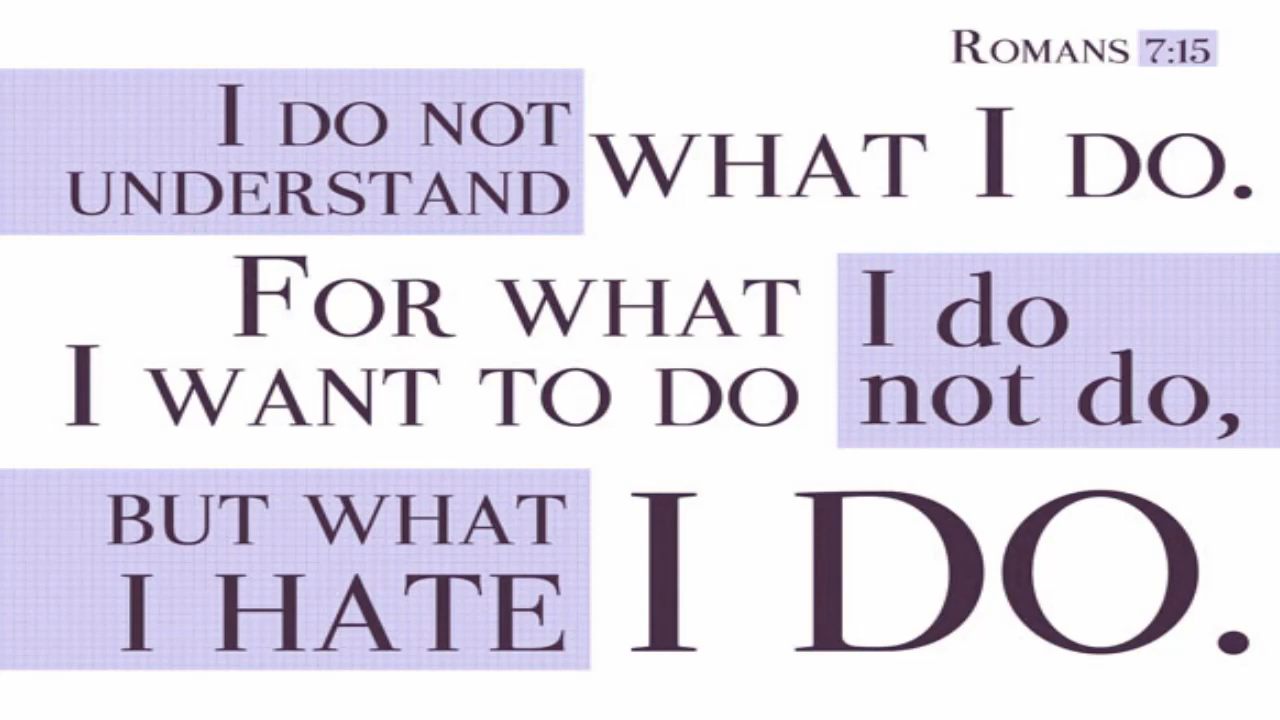 Romans 7:15
I do not
understand what I do.
For what I do
I want to do not do,
but what
I hate I do.